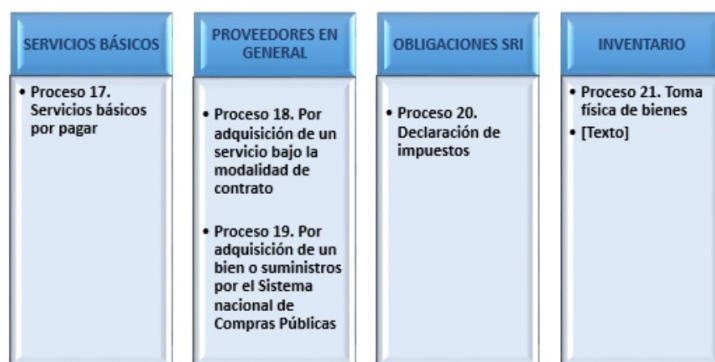 SERVICIOS BÁSICOS
• Proceso 17.
Servicios básicos
por pagar
PROVEEDORES EN
GENERAL
• Proceso 18. Por
adquisición de un
servicio bajo la
modalidad de
contrato
• Proceso 19. Por
adquisición de un
bien o suministros
por el Sistema
nacional de
Compras Públicas
OBLIGACIONES SRI
• Proceso 20.
Declaración de
impuestos
INVENTARIO
• Proceso 21. Toma
física de bienes
• [Texto]